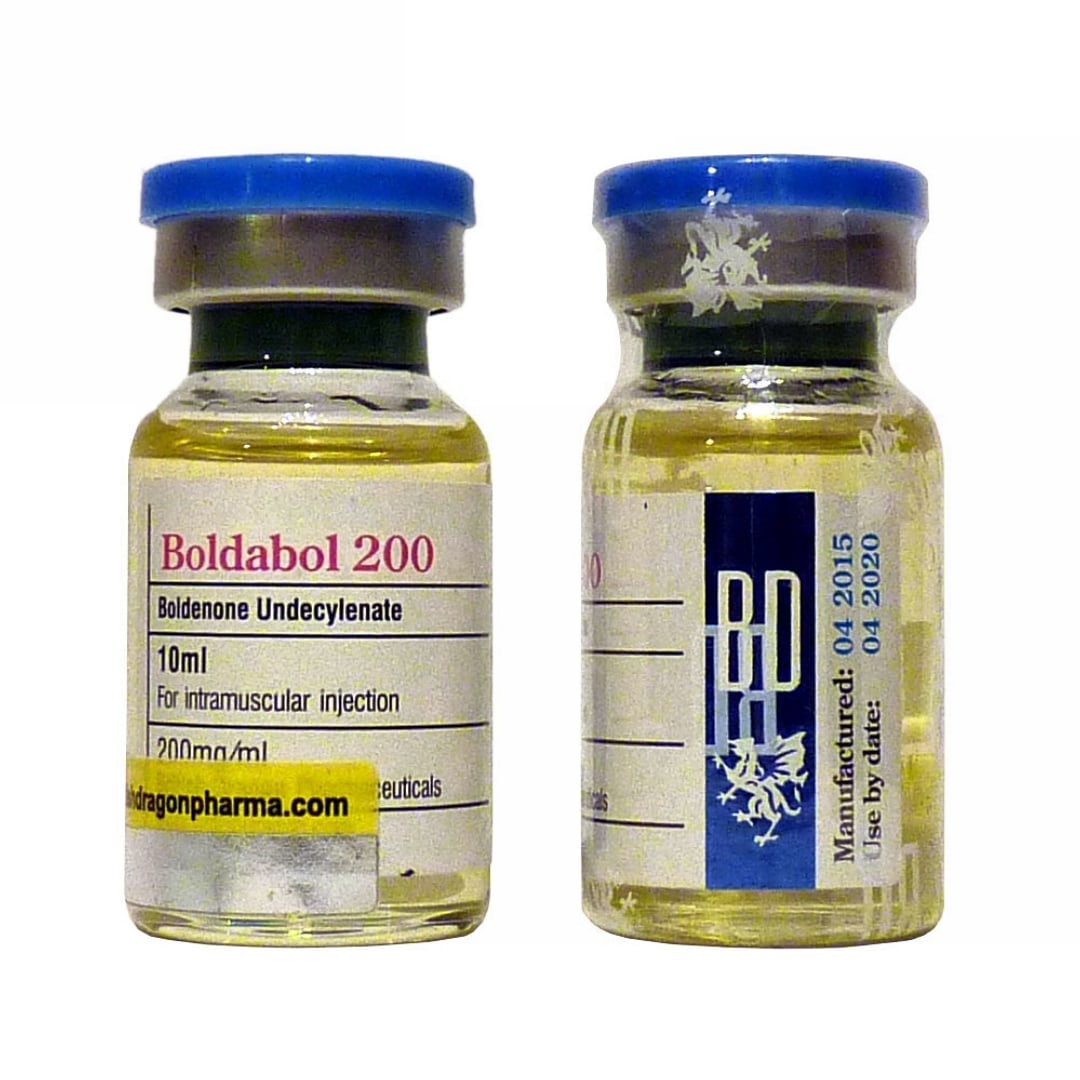 Boldabol 200
Boldenone Undecylenate
10ml
For intramuscular injection
200mg/ml
ceuticals
dragonpharma.com
BD
Manufactured: 04 2015
Use by date: 04 2020